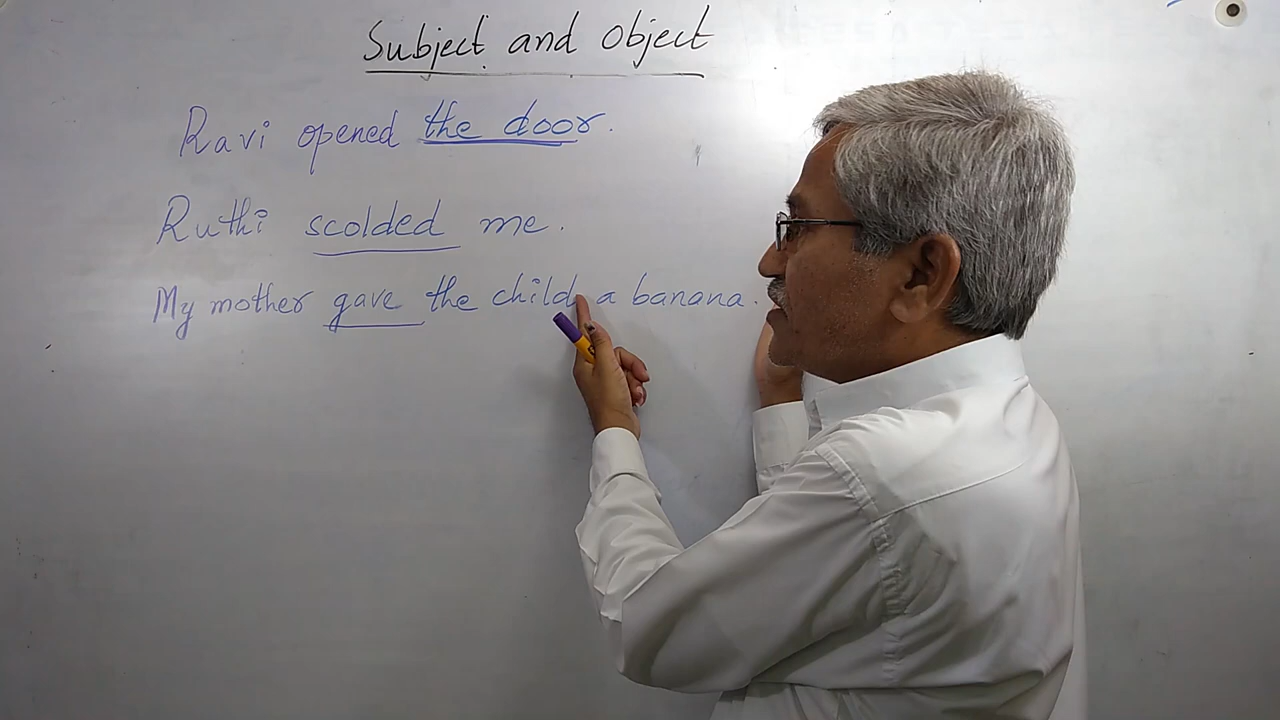 Subject and Object
Ravi opened the door.
Ruthi scolded me.
My mother gave the child a banana.